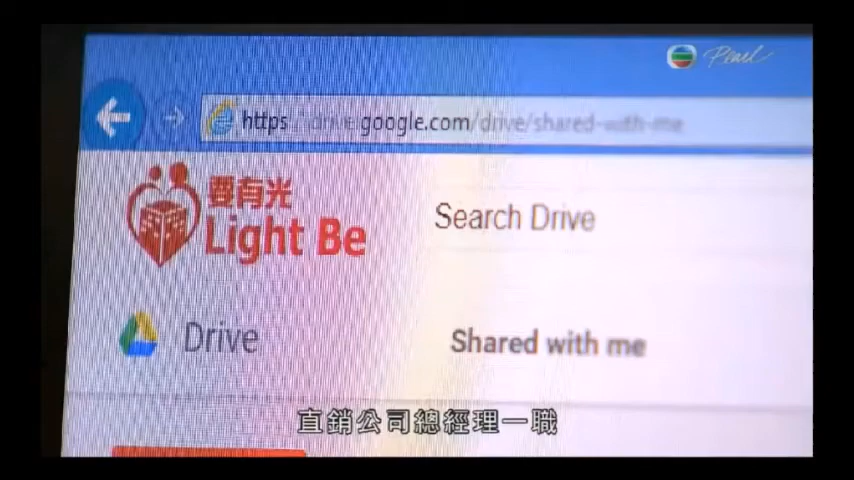 Pearl
https://drive.google.com/drive/shared-with-me
要有光
Light Be
Search Drive
Drive
Shared with me
直銷公司總經理一職